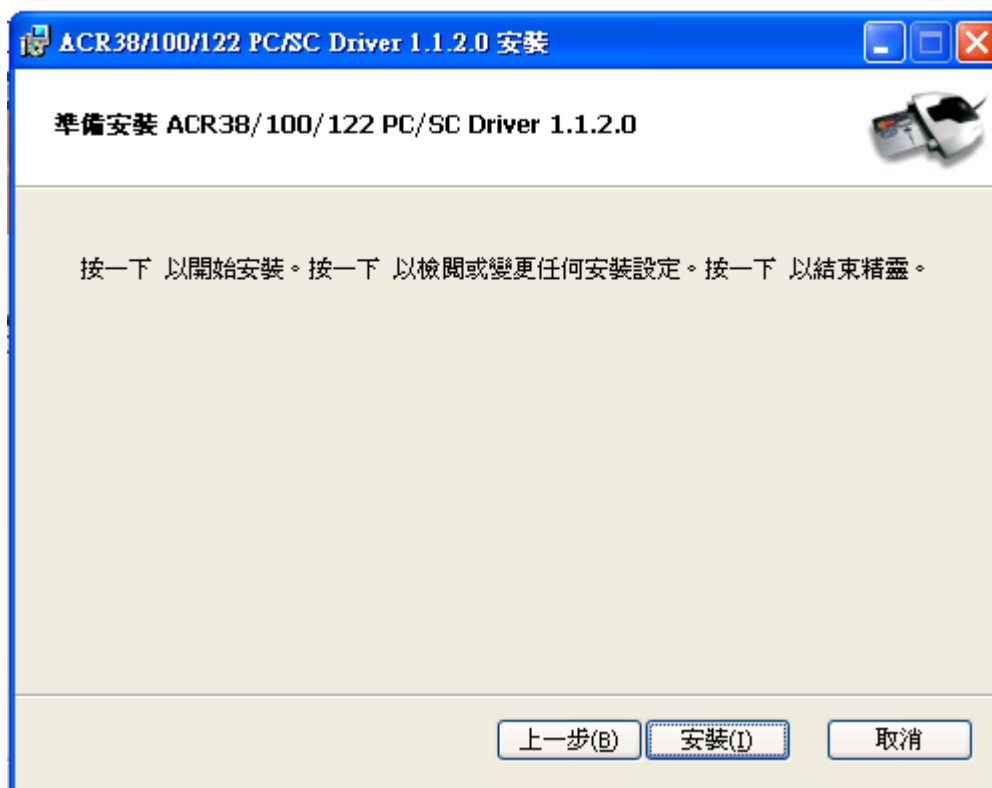 ACR38/100/122 PC/SC Driver 1.1.2.0 安裝
準備安裝 ACR38/100/122 PC/SC Driver 1.1.2.0
按一下 以開始安裝。按一下 以檢閱或變更任何安裝設定。按一下 以結束精靈。
上一步(B) 安裝(I) 取消